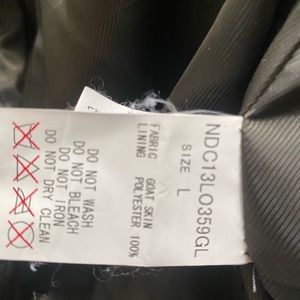 NDC13LO359GL
SIZE L
FABRIC GOAT SKIN
LINING POLYESTER 100%
DO NOT WASH
DO NOT BLEACH
DO NOT IRON
DO NOT DRY CLEAN